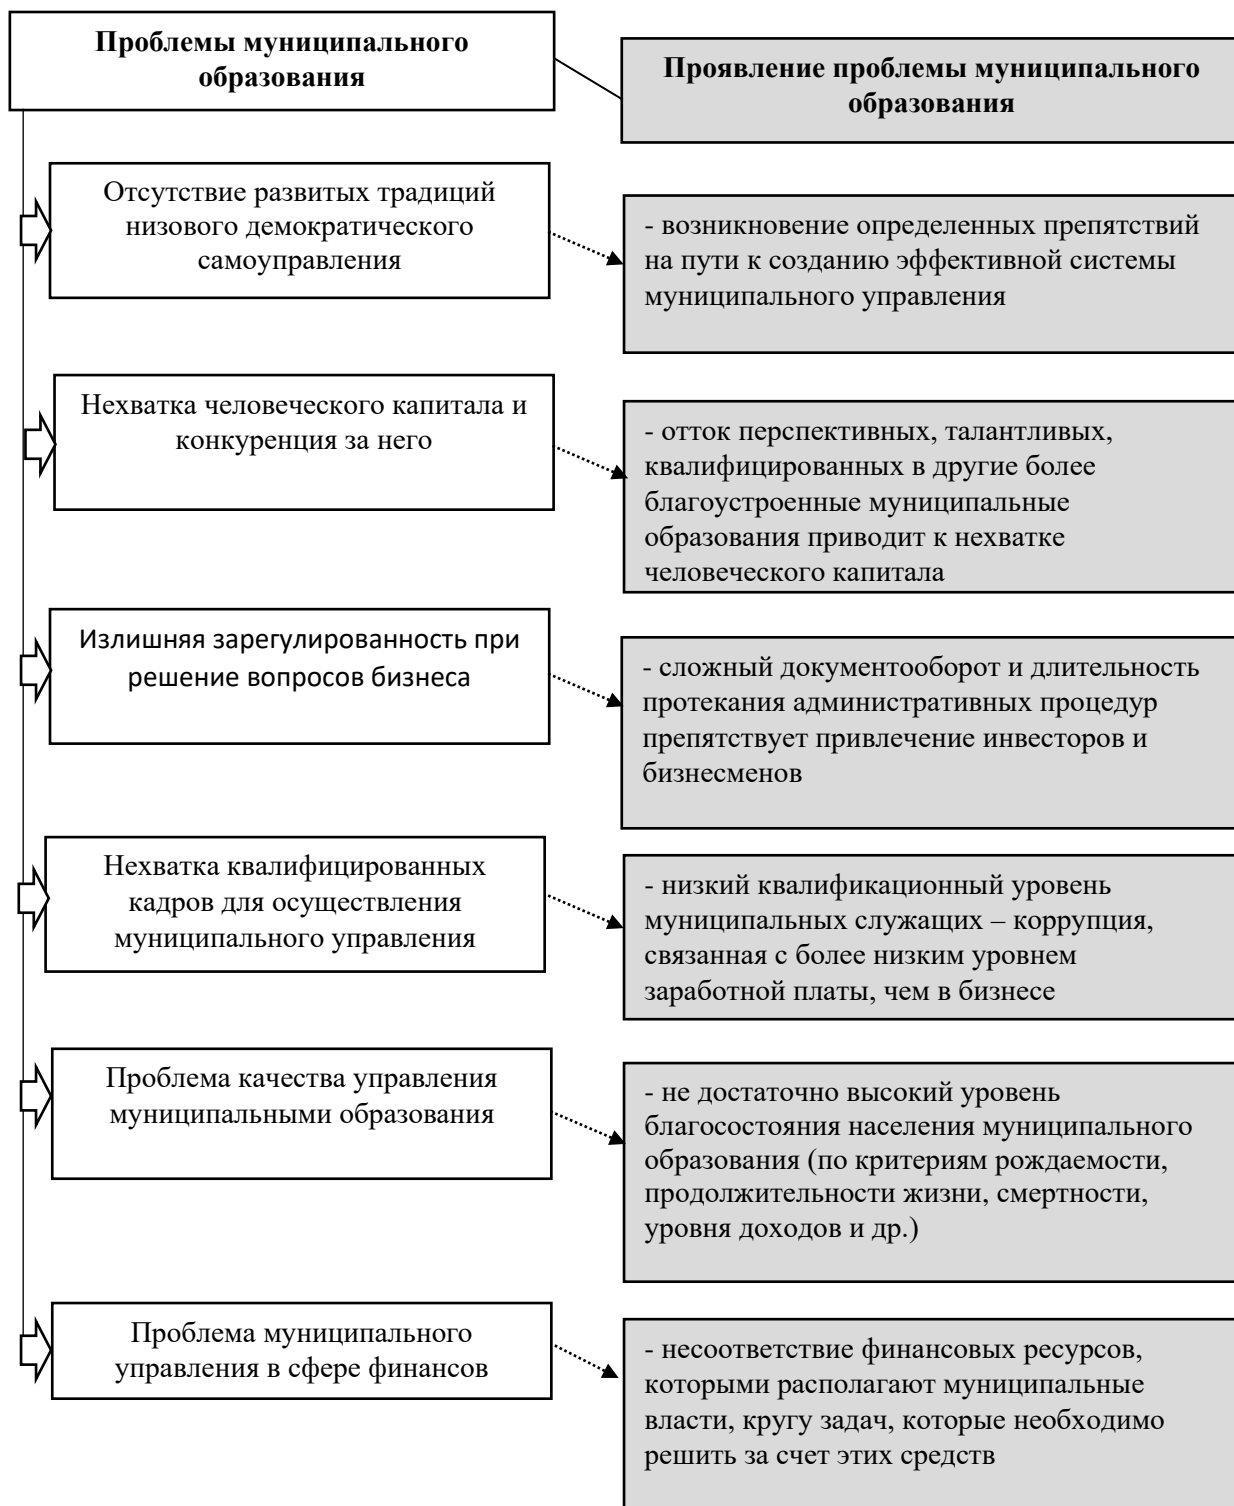 Проблемы муниципального
образования
Проявление проблемы муниципального
образования
Отсутствие развитых традиций
низового демократического
самоуправления
- возникновение определенных препятствий
на пути к созданию эффективной системы
муниципального управления
Нехватка человеческого капитала и
конкуренция за него
- отток перспективных, талантливых,
квалифицированных в другие более
благоустроенные муниципальные
образования приводит к нехватке
человеческого капитала
Излишняя зарегулированность при
решение вопросов бизнеса
- сложный документооборот и длительность
протекания административных процедур
препятствует привлечение инвесторов и
бизнесменов
Нехватка квалифицированных
кадров для осуществления
муниципального управления
- низкий квалификационный уровень
муниципальных служащих – коррупция,
связанная с более низким уровнем
заработной платы, чем в бизнесе
Проблема качества управления
муниципальными образования
- не достаточно высокий уровень
благосостояния населения муниципального
образования (по критериям рождаемости,
продолжительности жизни, смертности,
уровня доходов и др.)
Проблема муниципального
управления в сфере финансов
- несоответствие финансовых ресурсов,
которыми располагают муниципальные
власти, кругу задач, которые необходимо
решить за счет этих средств